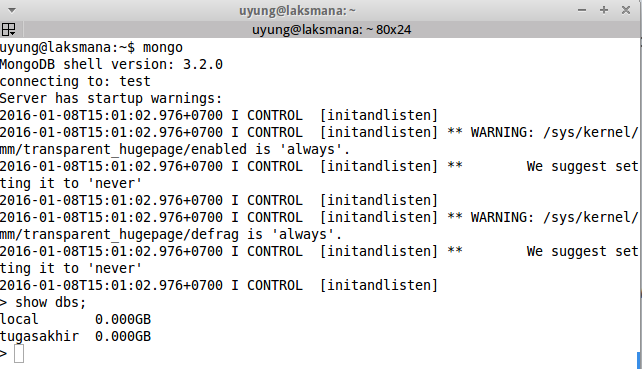 uyung@laksmana: ~
uyung@laksmana: ~ 80x24
uyung@laksmana:~$ mongo
MongoDB shell version: 3.2.0
connecting to: test
Server has startup warnings:
2016-01-08T15:01:02.976+0700 I CONTROL  [initandlisten]
2016-01-08T15:01:02.976+0700 I CONTROL  [initandlisten] ** WARNING: /sys/kernel/
mm/transparent_hugepage/enabled is 'always'.
2016-01-08T15:01:02.976+0700 I CONTROL  [initandlisten] **        We suggest set
ting it to 'never'
2016-01-08T15:01:02.976+0700 I CONTROL  [initandlisten]
2016-01-08T15:01:02.976+0700 I CONTROL  [initandlisten] ** WARNING: /sys/kernel/
mm/transparent_hugepage/defrag is 'always'.
2016-01-08T15:01:02.976+0700 I CONTROL  [initandlisten] **        We suggest set
ting it to 'never'
2016-01-08T15:01:02.976+0700 I CONTROL  [initandlisten]
> show dbs;
local       0.000GB
tugasakhir  0.000GB
>